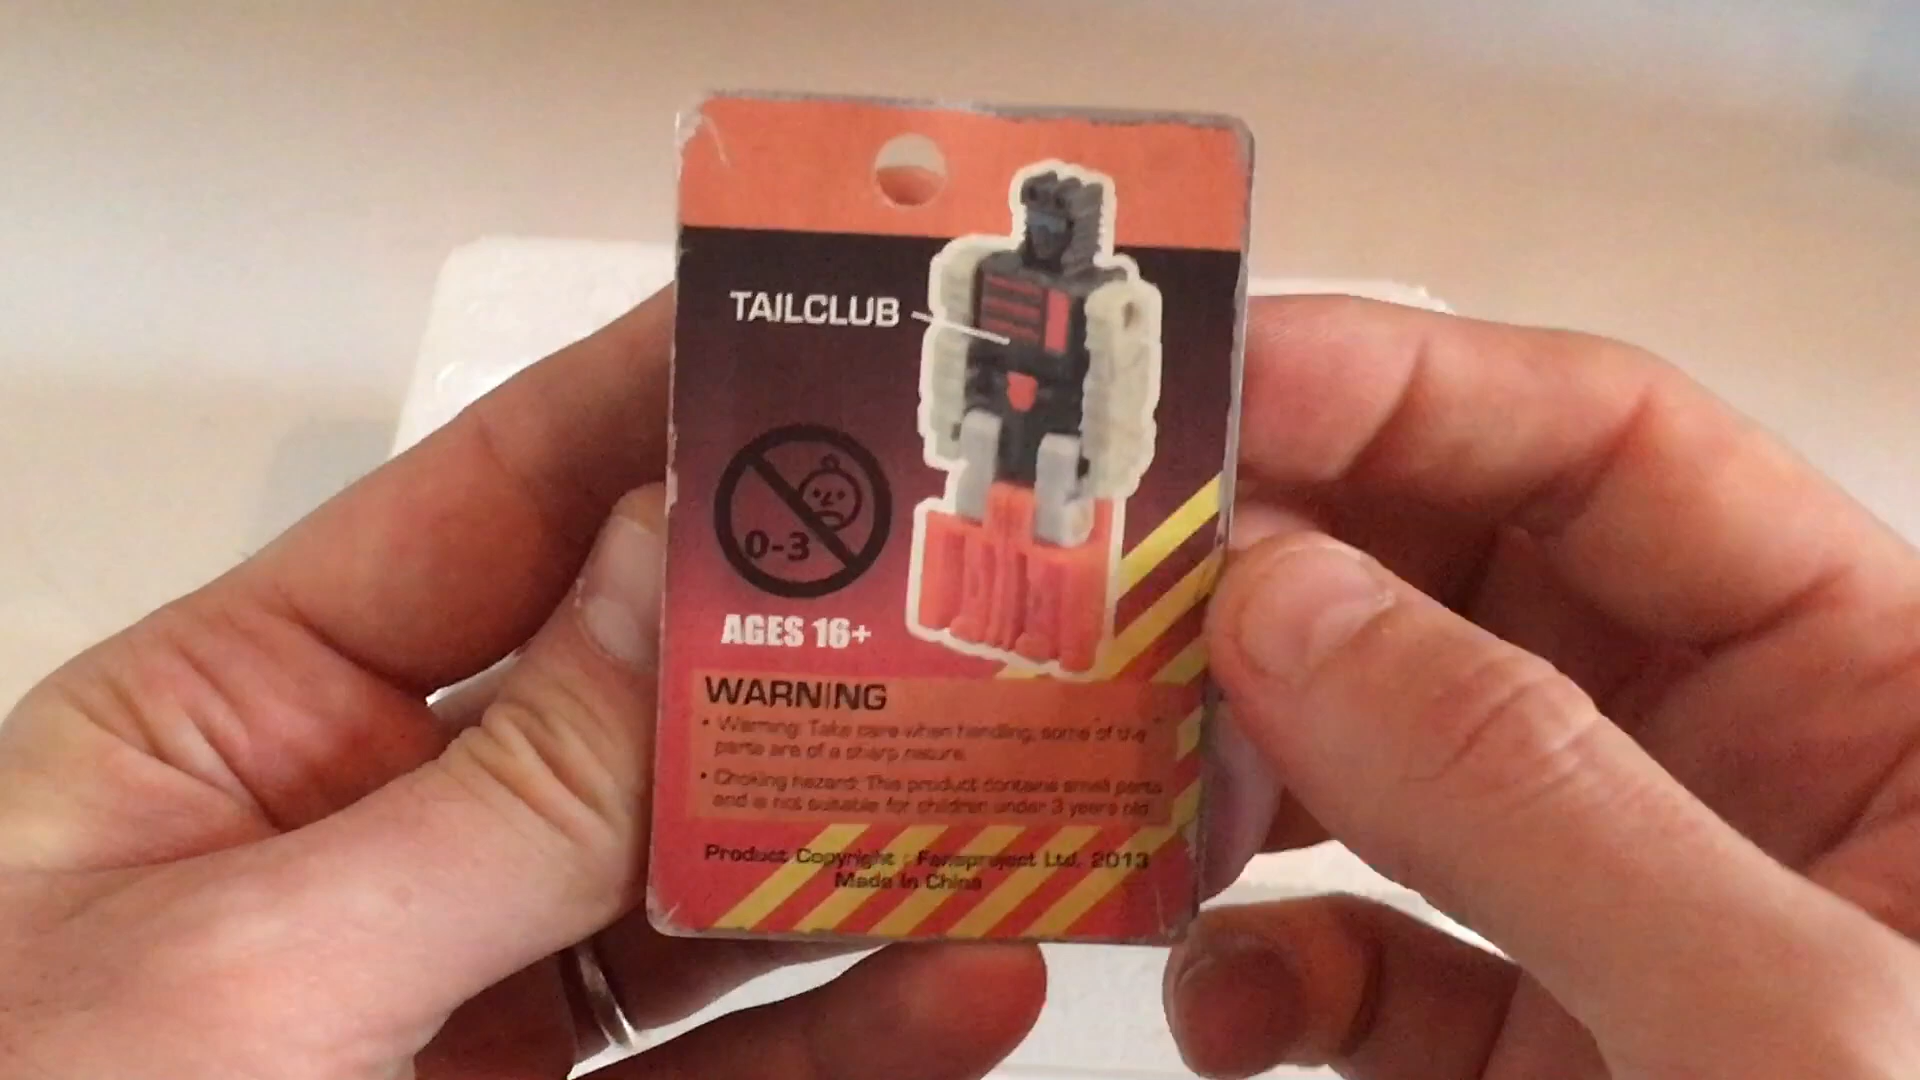 TAILCLUB
0-3
AGES 16+
WARNING
• Warning: Take care when handling, some of the
parts are of a sharp nature.
• Choking hazard: This product contains small parts
and is not suitable for children under 3 years old.
Product Copyright : Fansproject Ltd. 2013
Made In China